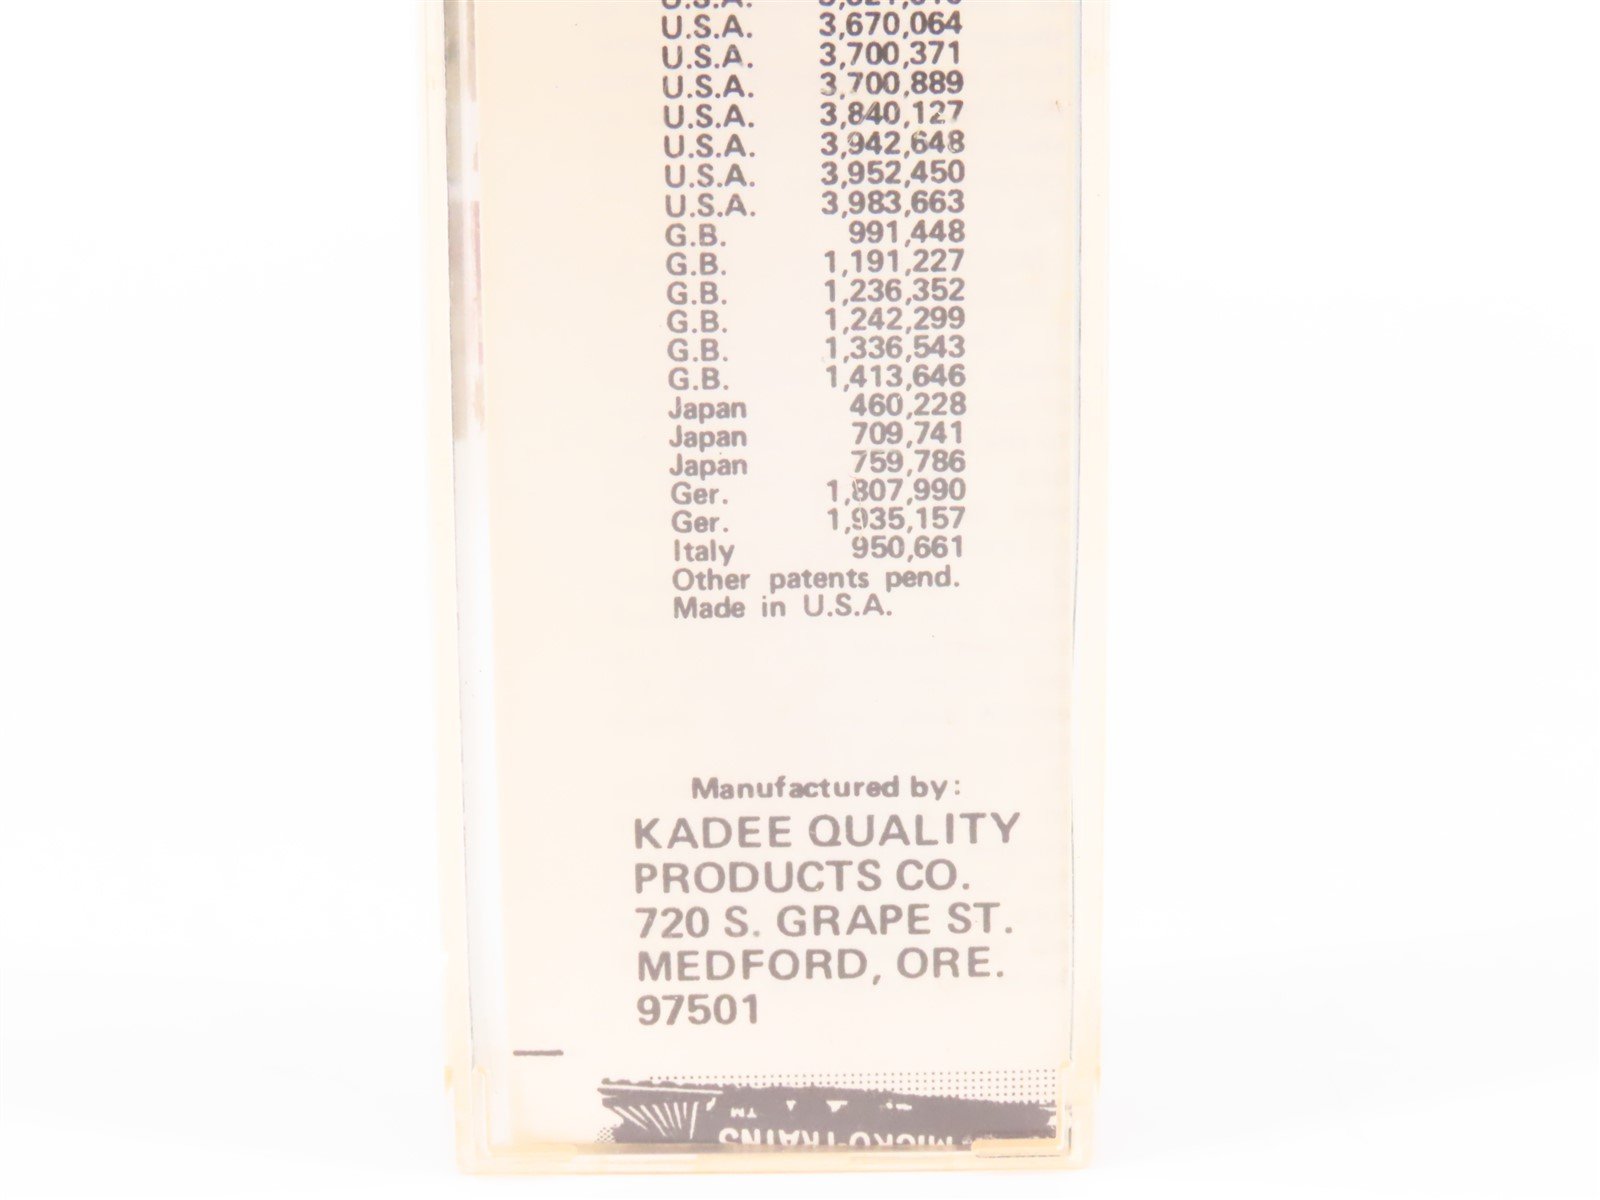 U.S.A. 3,670,064
U.S.A. 3,700,371
U.S.A. 3,700,889
U.S.A. 3,840,127
U.S.A. 3,942,648
U.S.A. 3,952,450
U.S.A. 3,983,663
G.B. 991,448
G.B. 1,191,227
G.B. 1,236,352
G.B. 1,242,299
G.B. 1,336,543
G.B. 1,413,646
Japan 460,228
Japan 709,741
Japan 759,786
Ger. 1,807,990
Ger. 1,935,157
Italy 950,661
Other patents pend.
Made in U.S.A.
Manufactured by:
KADEE QUALITY
PRODUCTS CO.
720 S. GRAPE ST.
MEDFORD, ORE.
97501
MICRO-TRAINS™